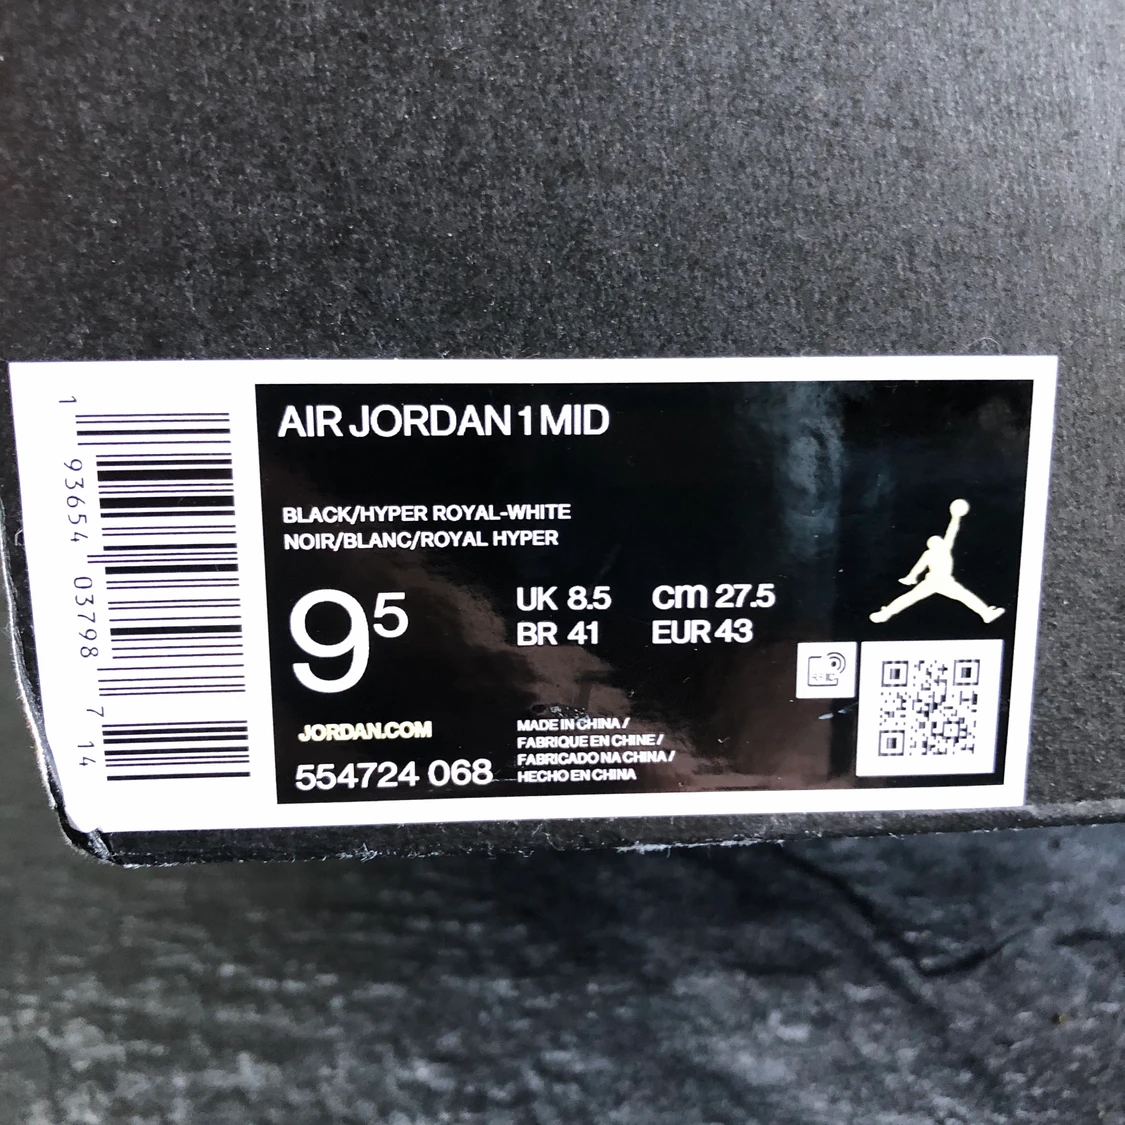 AIR JORDAN 1 MID
BLACK/HYPER ROYAL-WHITE
NOIR/BLANC/ROYAL HYPER
9 5
UK 8.5 cm 27.5
BR 41 EUR 43
JORDAN.COM
554724 068
MADE IN CHINA /
FABRIQUE EN CHINE /
FABRICADO NA CHINA /
HECHO EN CHINA
1 93654 03798 7 14